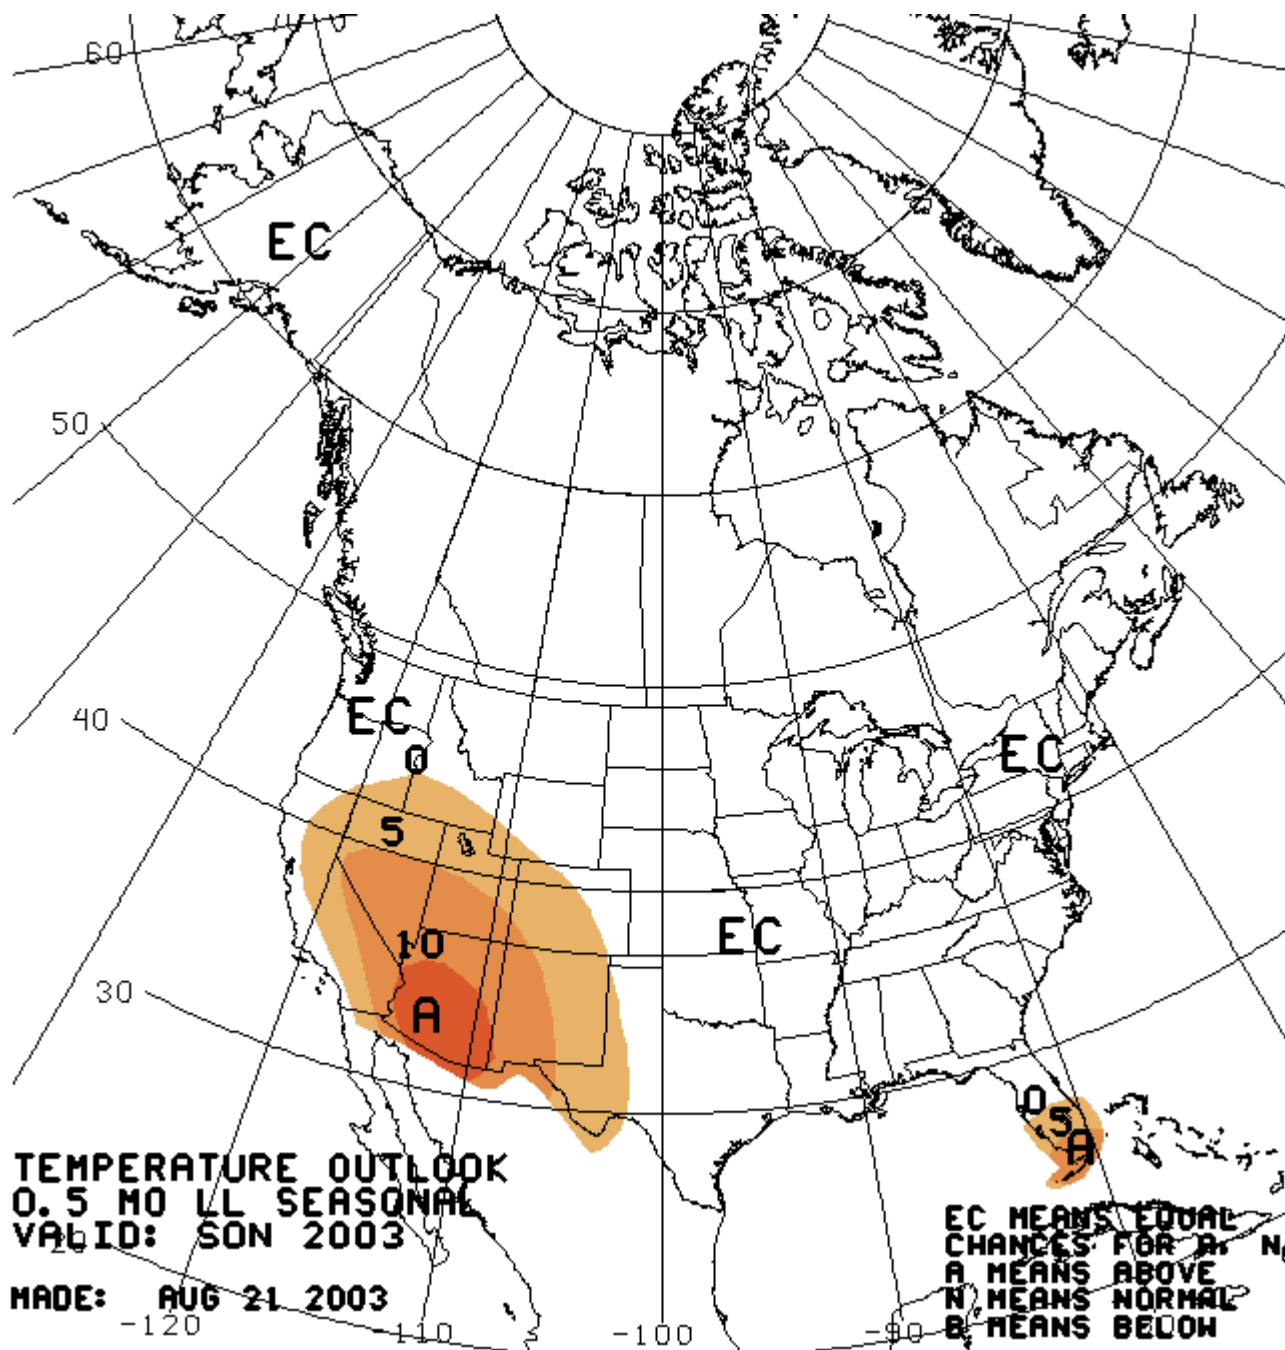 60
EC
50
EC
40
0
EC
5
EC
10
30
A
0
5
A
TEMPERATURE OUTLOOK
0.5 MO LL SEASONAL
VALID: SON 2003
20
MADE: AUG 21 2003
EC MEANS EQUAL
CHANCES FOR A,
A MEANS ABOVE
N MEANS NORMAL
B MEANS BELOW
-120
-110
-100
-90